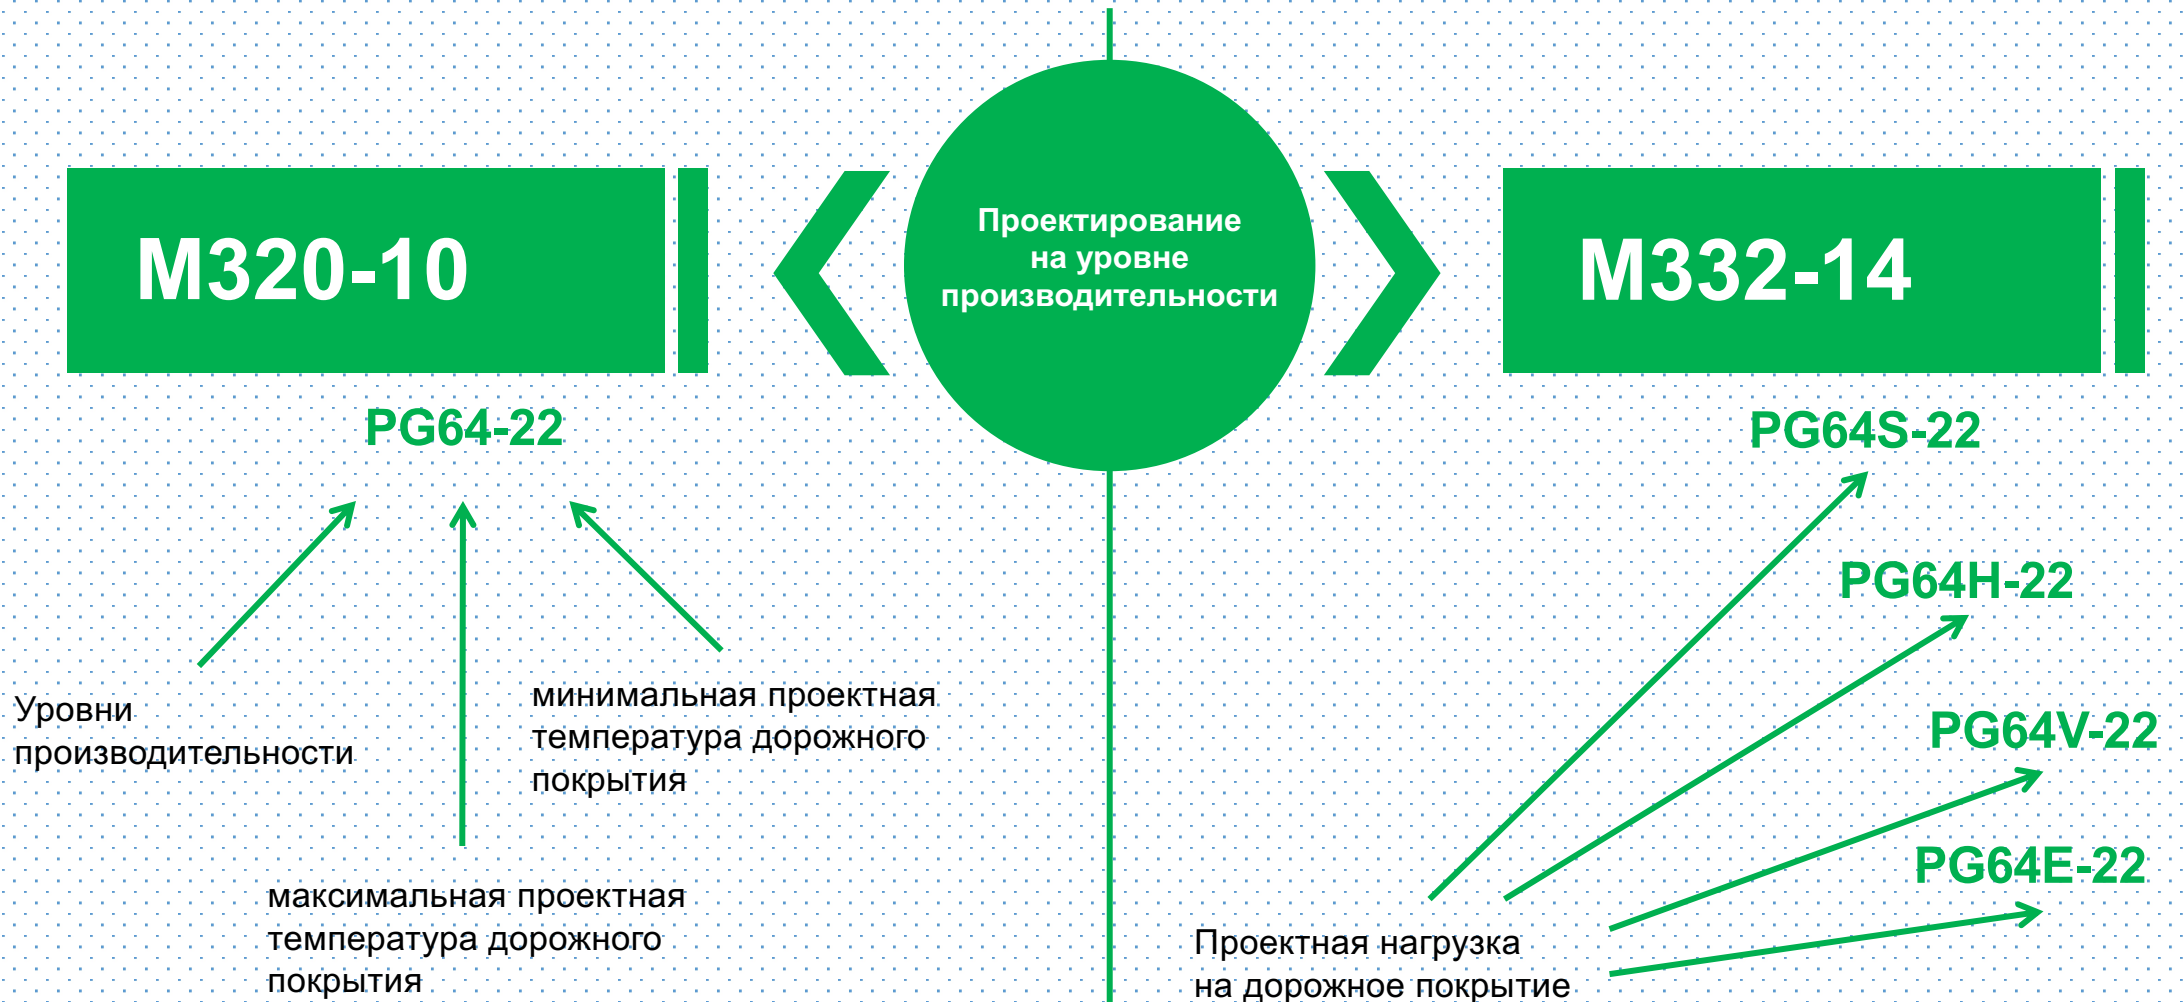 Проектирование
на уровне
производительности
M320-10
PG64-22
Уровни
производительности
минимальная проектная
температура дорожного
покрытия
максимальная проектная
температура дорожного
покрытия
M332-14
PG64S-22
PG64H-22
PG64V-22
PG64E-22
Проектная нагрузка
на дорожное покрытие